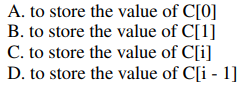 A. to store the value of C[0]
B. to store the value of C[1]
C. to store the value of C[i]
D. to store the value of C[i - 1]